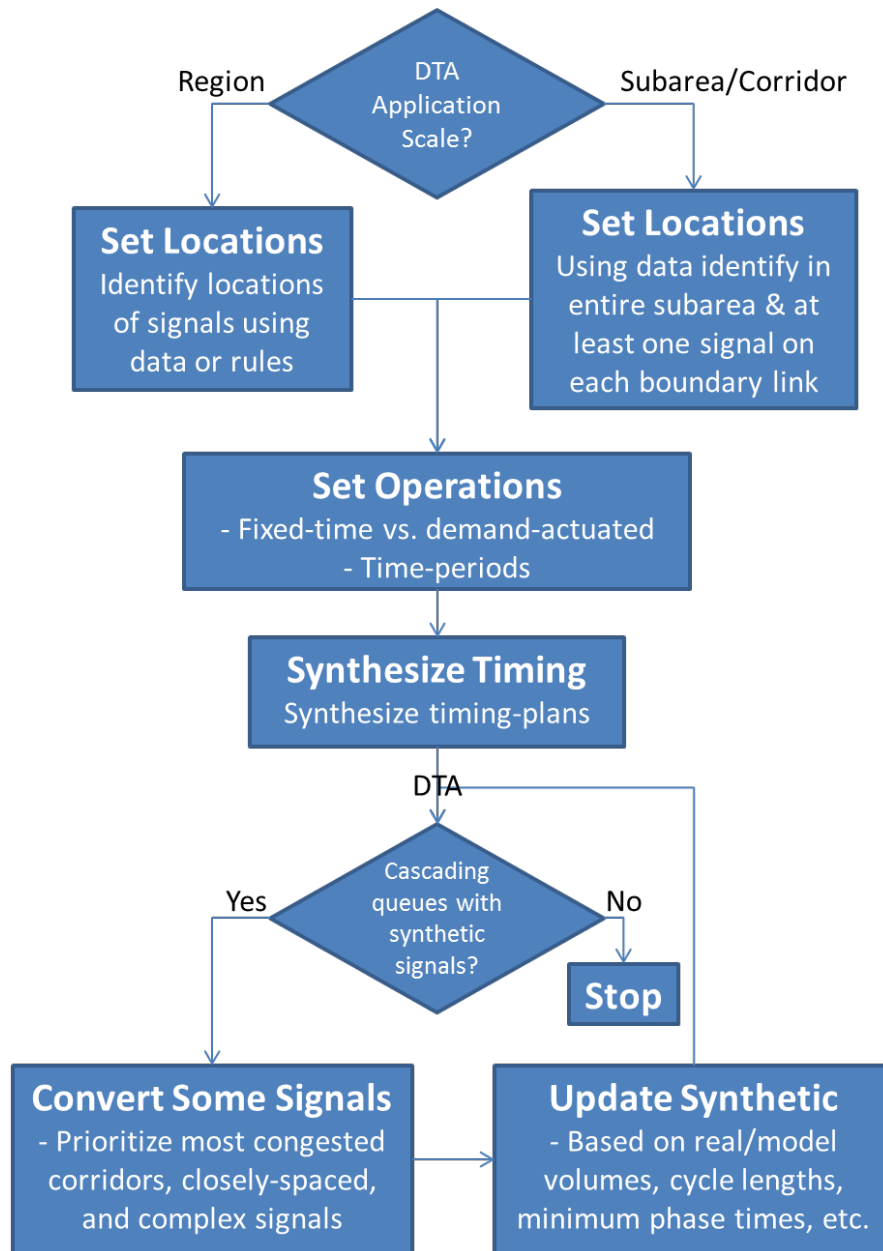 DTA
Application
Scale?
Region
Subarea/Corridor
Set Locations
Identify locations
of signals using
data or rules
Set Locations
Using data identify in
entire subarea & at
least one signal on
each boundary link
Set Operations
- Fixed-time vs. demand-actuated
- Time-periods
Synthesize Timing
Synthesize timing-plans
DTA
Cascading
queues with
synthetic
signals?
Yes
No
Stop
Convert Some Signals
- Prioritize most congested
corridors, closely-spaced,
and complex signals
Update Synthetic
- Based on real/model
volumes, cycle lengths,
minimum phase times, etc.